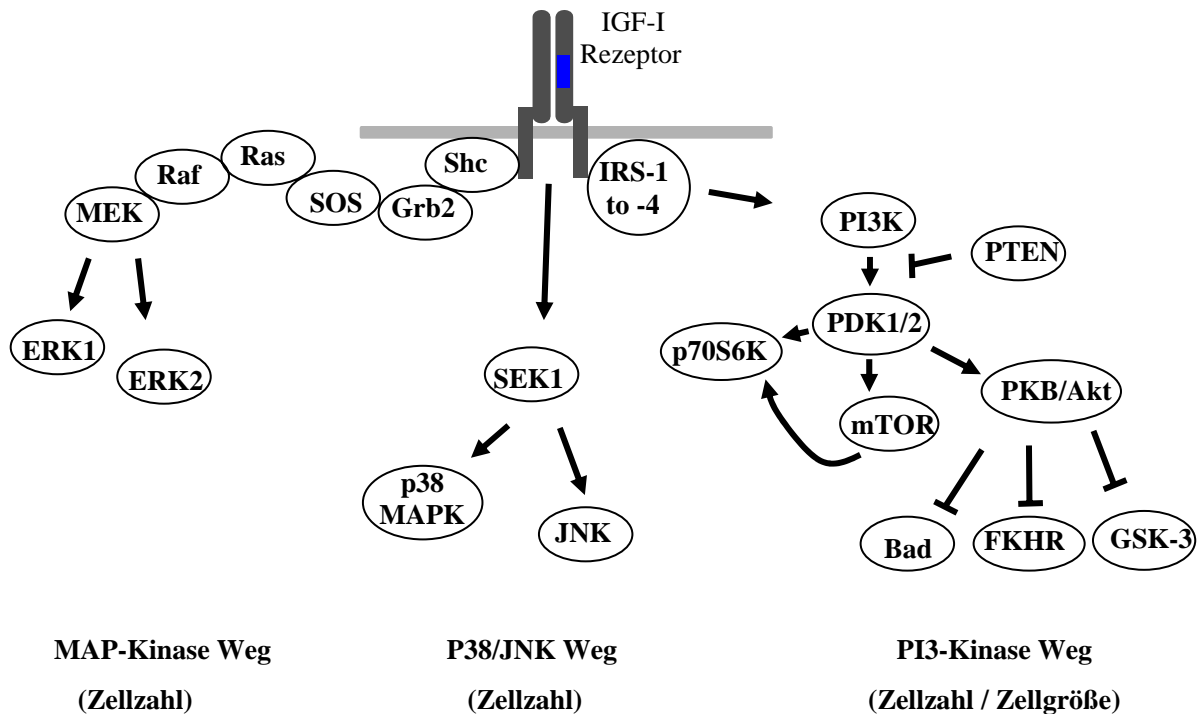 IGF-I
Rezeptor
Shc
Ras
Raf
SOS
Grb2
MEK
ERK1
ERK2
IRS-1
to -4
PI3K
PTEN
PDK1/2
p70S6K
mTOR
PKB/Akt
SEK1
p38
MAPK
JNK
Bad
FKHR
GSK-3
MAP-Kinase Weg
(Zellzahl)
P38/JNK Weg
(Zellzahl)
PI3-Kinase Weg
(Zellzahl / Zellgröße)